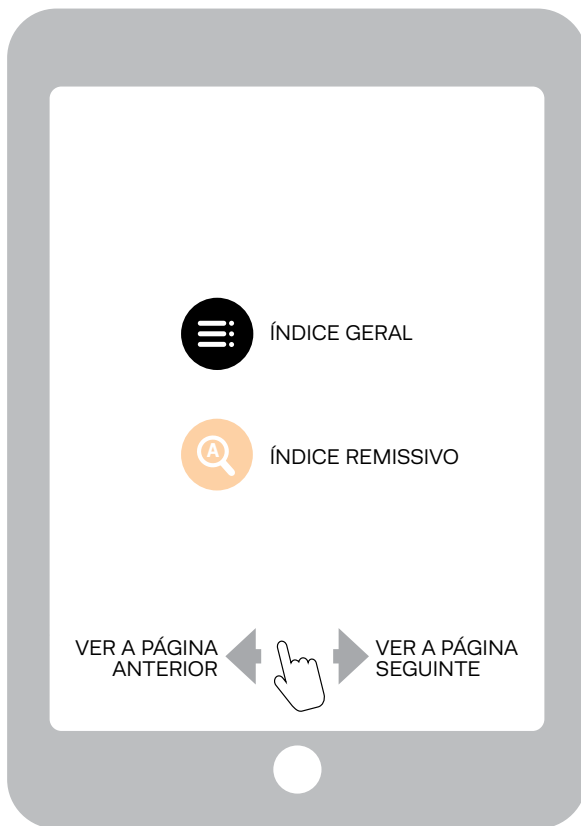 ÍNDICE GERAL
A
ÍNDICE REMISSIVO
VER A PÁGINA
ANTERIOR
VER A PÁGINA
SEGUINTE